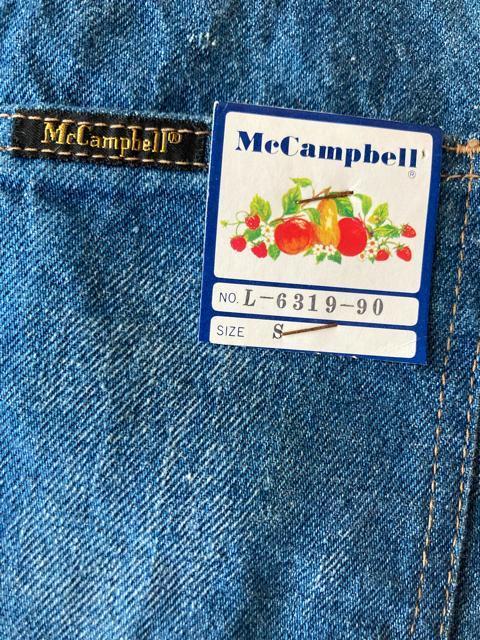 McCampbell®
McCampbell
®
NO. L-6319-90
SIZE S